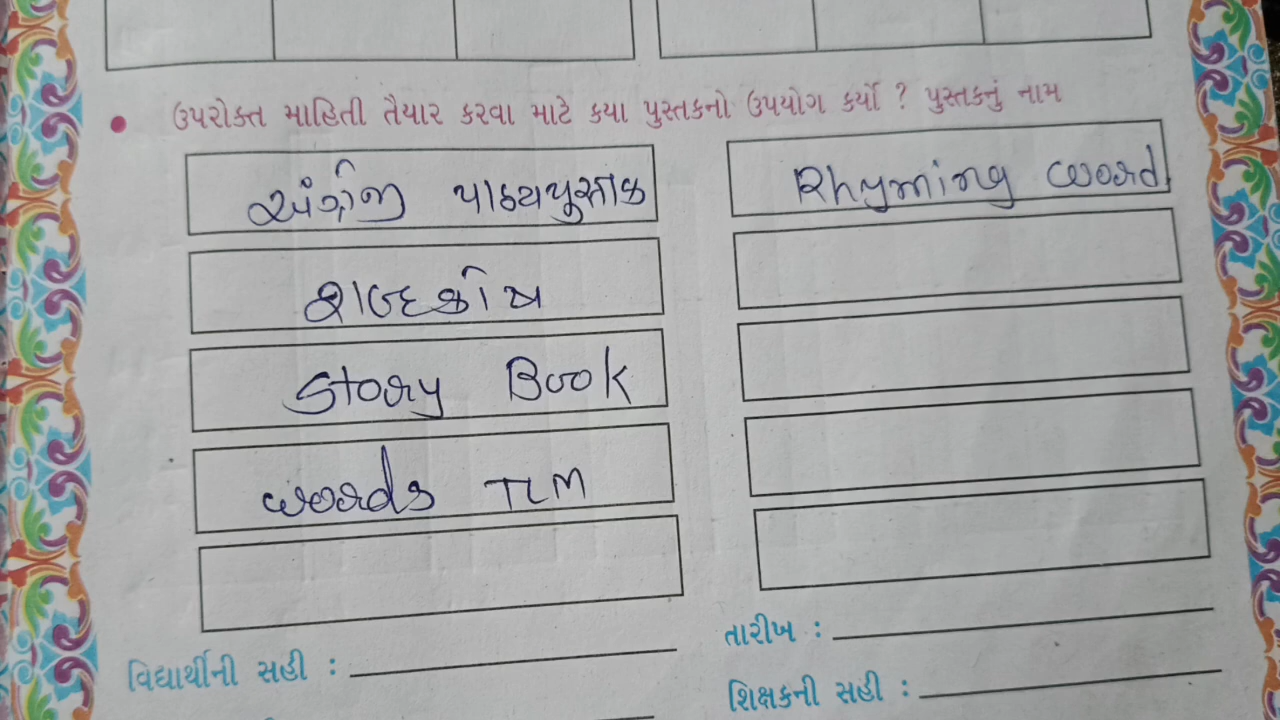 ઉપરોક્ત માહિતી તૈયાર કરવા માટે કયા પુસ્તકનો ઉપયોગ કર્યો ? પુસ્તકનું નામ
અંગ્રેજી પાઠ્યપુસ્તક
Rhyming word
શબ્દકોષ
Story Book
words TLM
તારીખ :
વિદ્યાર્થીની સહી :
શિક્ષકની સહી :